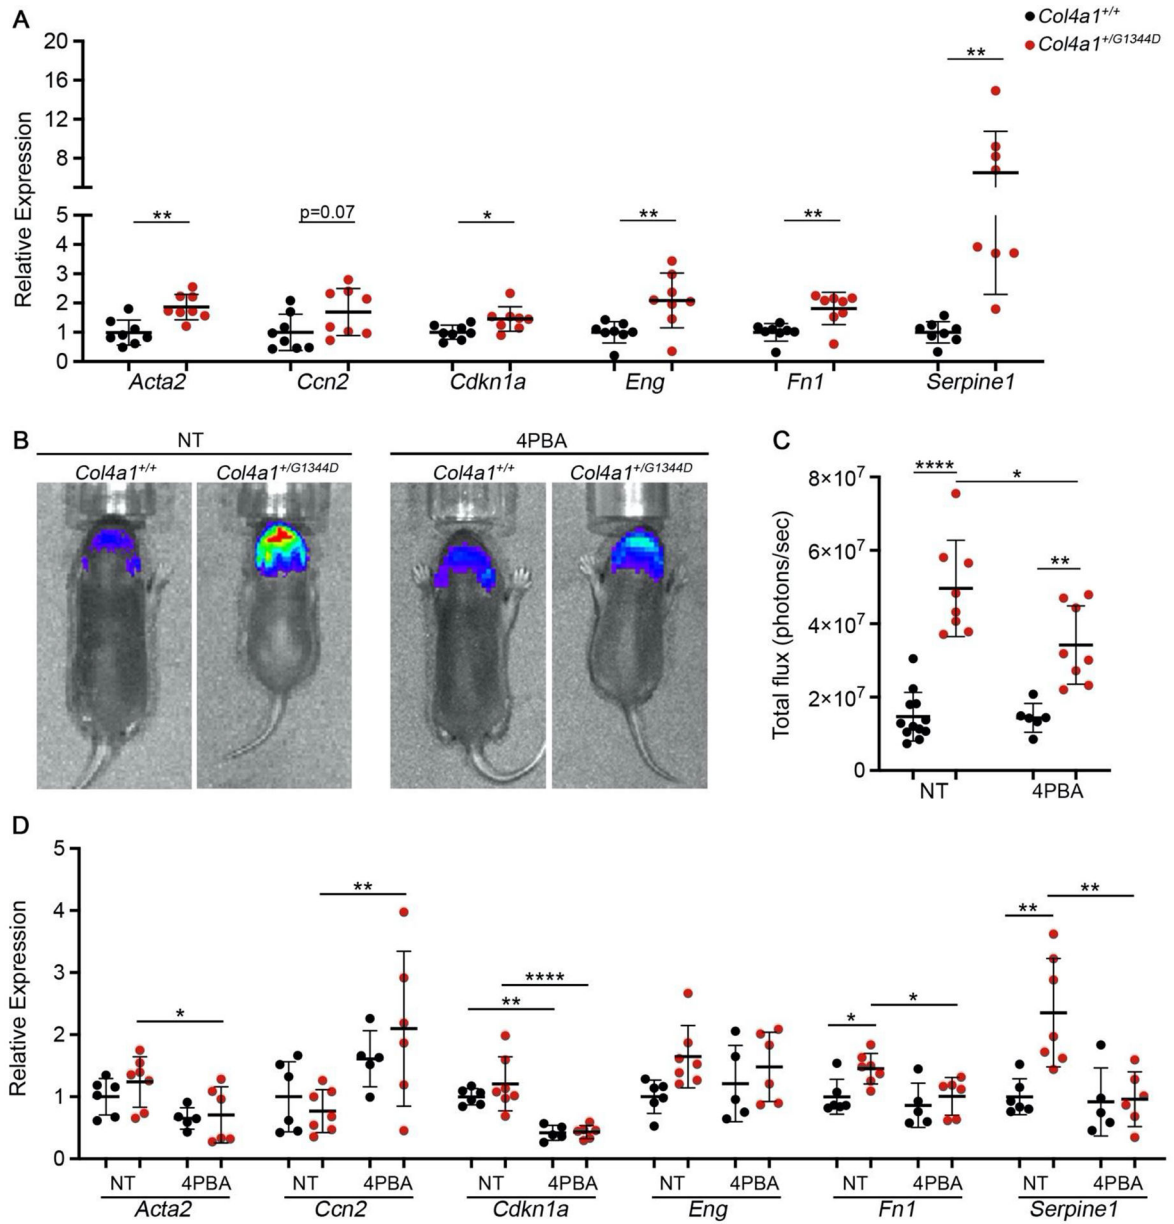 A
Col4a1+/+
Col4a1+/G1344D
Relative Expression
20
16
12
8
5
4
3
2
1
0
**
p=0.07
*
**
**
**
Acta2
Ccn2
Cdkn1a
Eng
Fn1
Serpine1
B
NT
4PBA
Col4a1+/+
Col4a1+/G1344D
Col4a1+/+
Col4a1+/G1344D
C
Total flux (photons/sec)
8×10⁷
6×10⁷
4×10⁷
2×10⁷
0
****
*
**
NT
4PBA
D
Relative Expression
5
4
3
2
1
0
*
**
****
**
*
*
**
**
NT 4PBA NT 4PBA NT 4PBA NT 4PBA NT 4PBA NT 4PBA
Acta2 Ccn2 Cdkn1a Eng Fn1 Serpine1